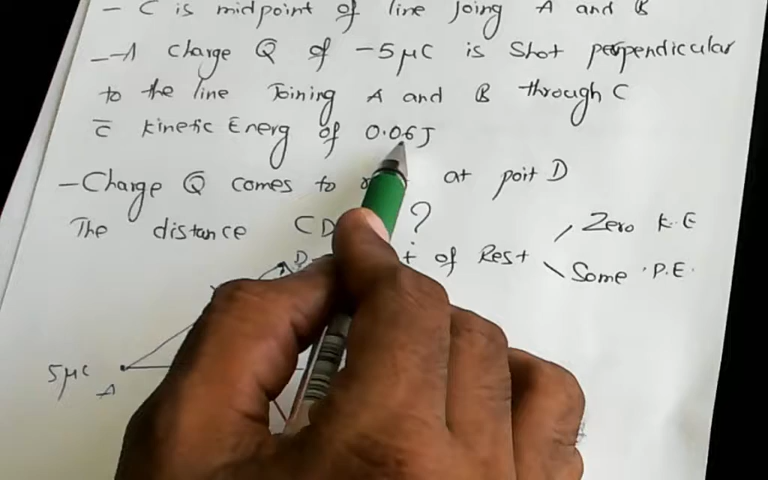 - C is midpoint of line Joing A and B
- A charge Q of -5μC is Shot perpendicular
to the line Joining A and B through C
c̅ kinetic Energ of 0.06J
- Charge Q comes to at poit D
The distance CD ?
D of Rest Zero K.E
Some P.E.
5μC
A